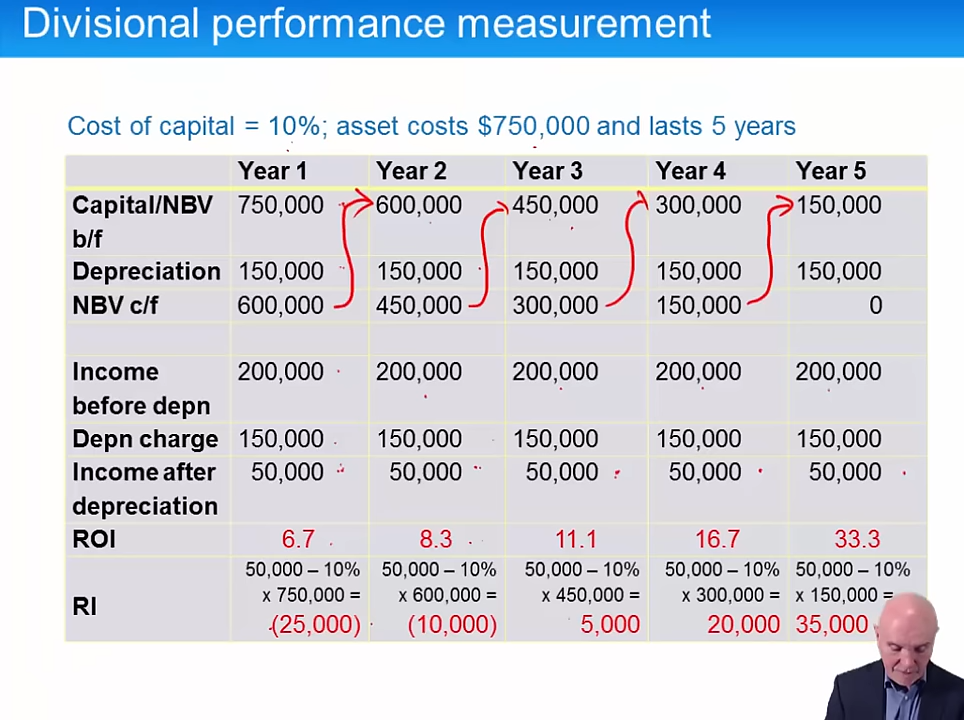 Divisional performance measurement
Cost of capital = 10%; asset costs $750,000 and lasts 5 years
Year 1 Year 2 Year 3 Year 4 Year 5
Capital/NBV 750,000 600,000 450,000 300,000 150,000
b/f
Depreciation 150,000 150,000 150,000 150,000 150,000
NBV c/f 600,000 450,000 300,000 150,000 0
Income 200,000 200,000 200,000 200,000 200,000
before depn
Depn charge 150,000 150,000 150,000 150,000 150,000
Income after 50,000 50,000 50,000 50,000 50,000
depreciation
ROI 6.7 8.3 11.1 16.7 33.3
50,000 – 10% 50,000 – 10% 50,000 – 10% 50,000 – 10% 50,000 – 10%
RI x 750,000 = x 600,000 = x 450,000 = x 300,000 = x 150,000 =
(25,000) (10,000) 5,000 20,000 35,000